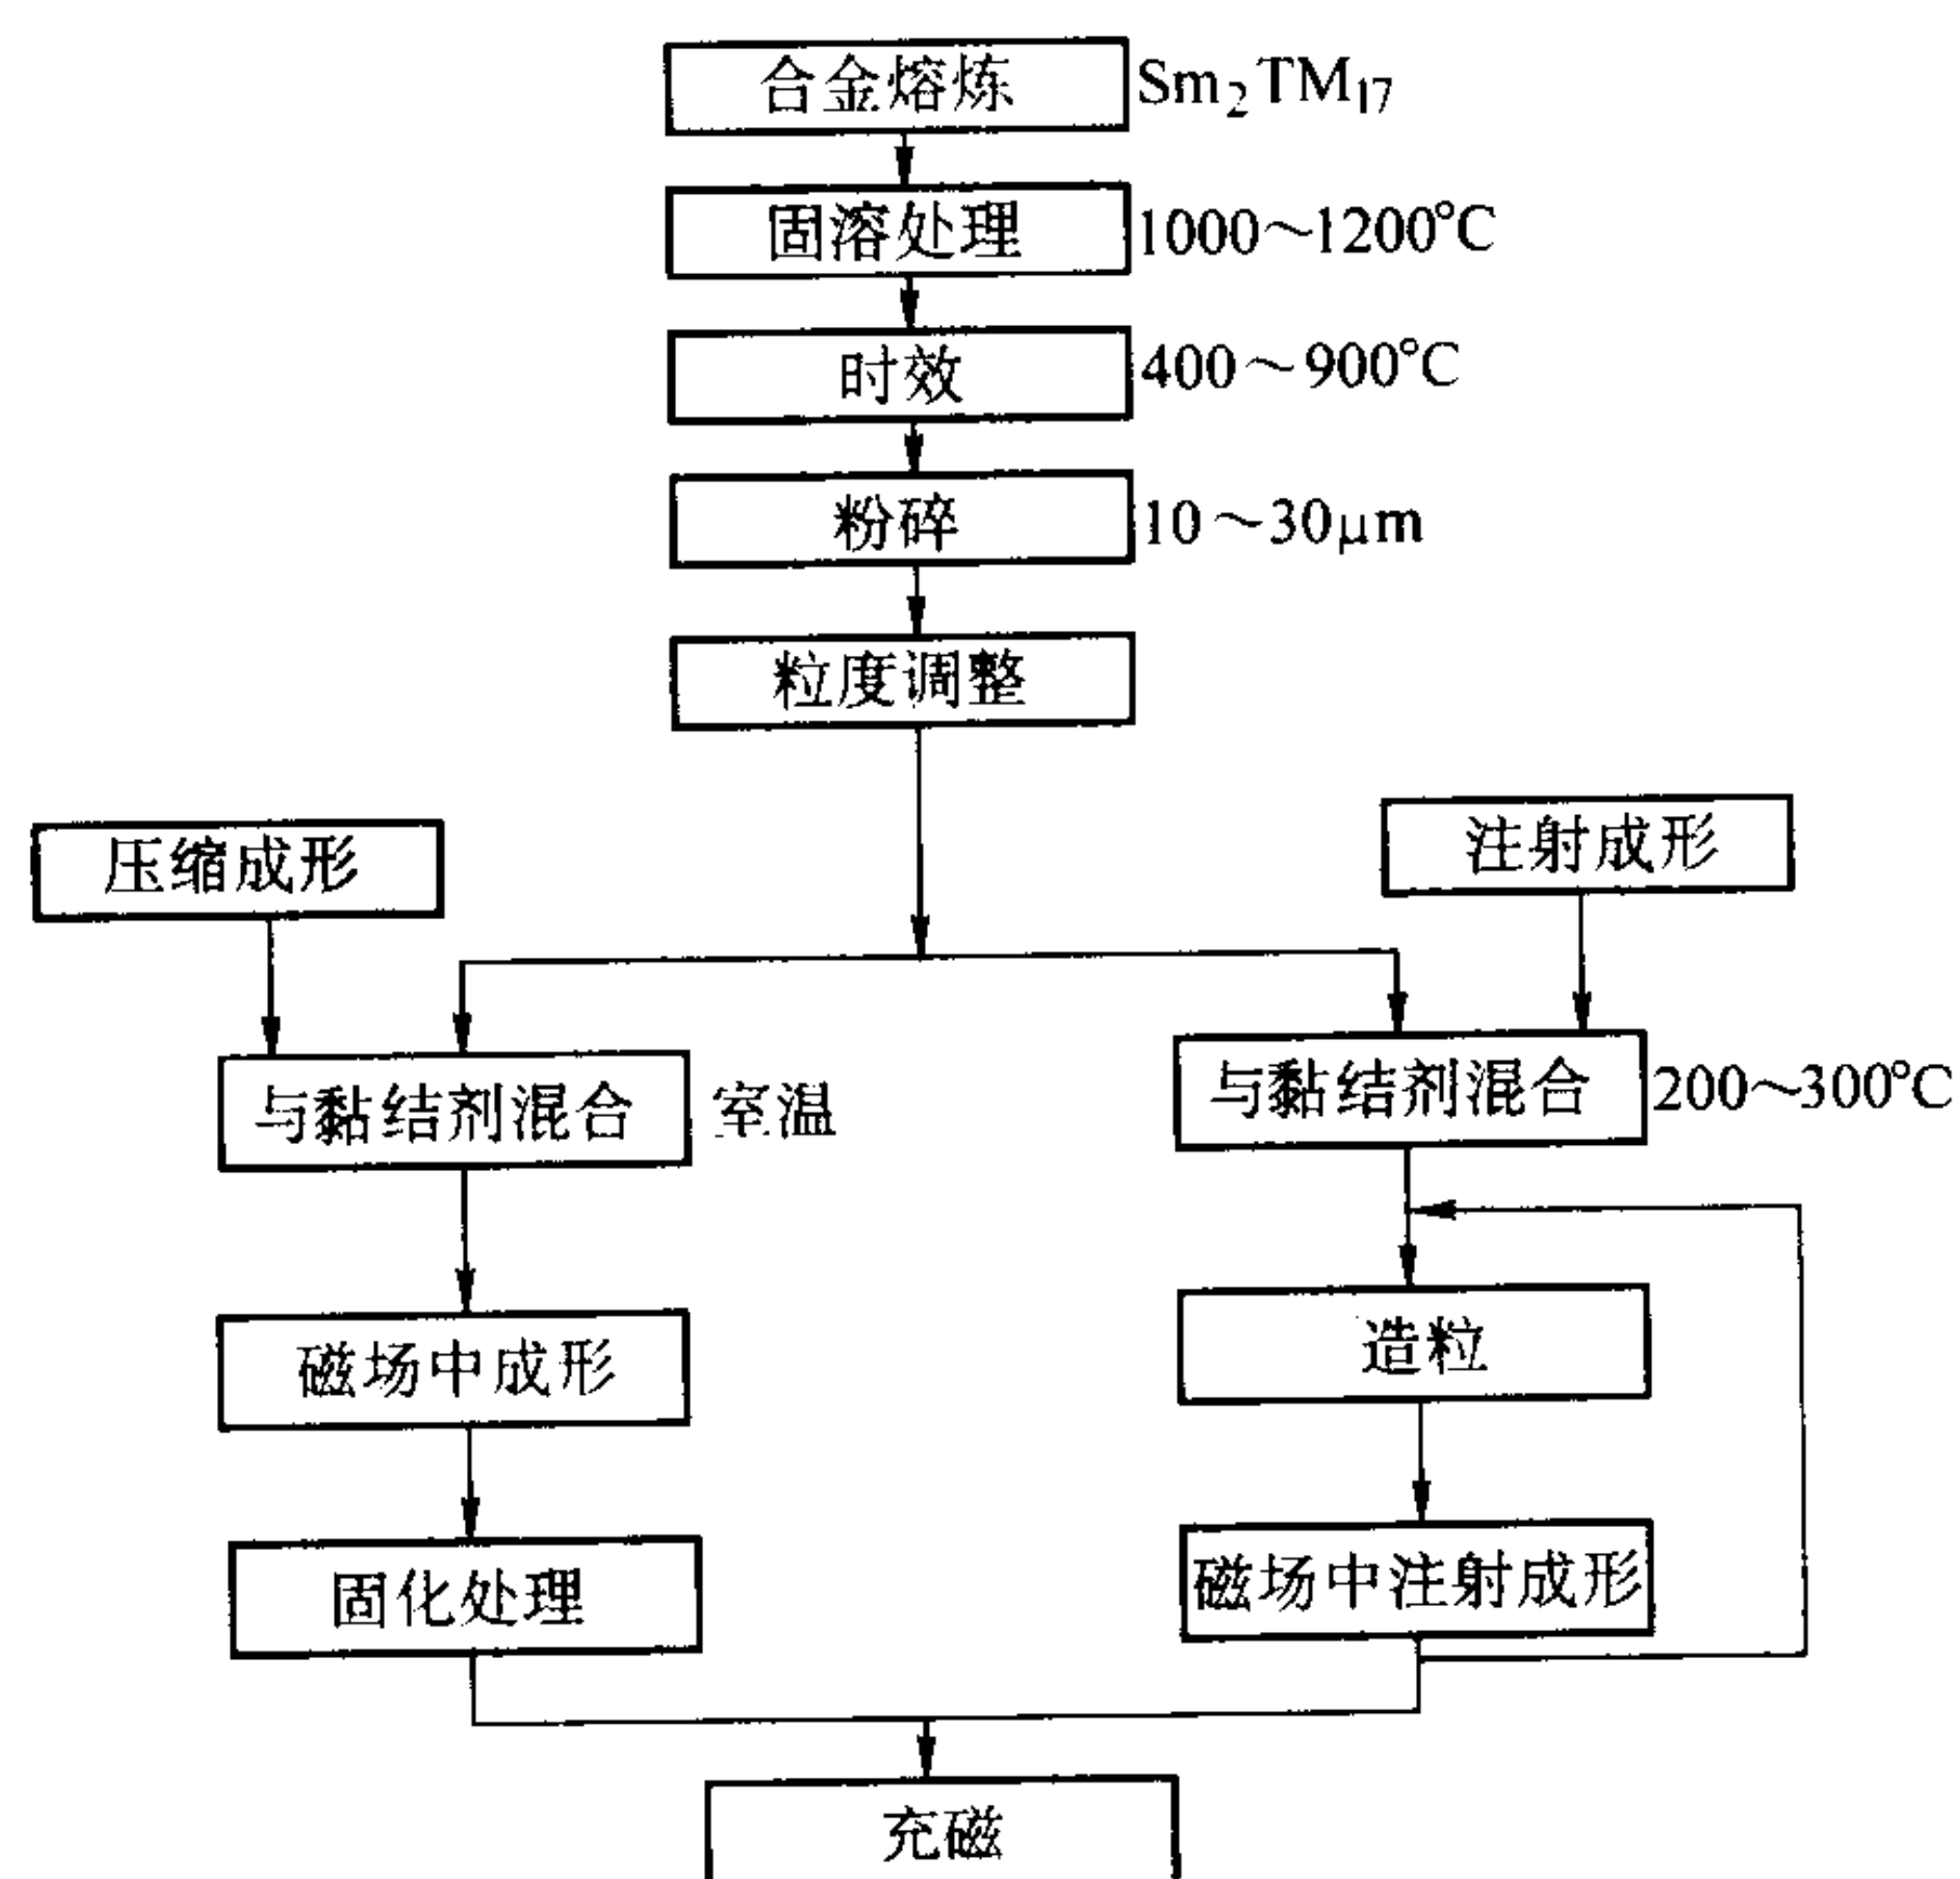 合金熔炼 Sm₂TM₁₇
固溶处理 1000～1200℃
时效 400～900℃
粉碎 10～30μm
粒度调整
压缩成形
注射成形
与黏结剂混合 室温
与黏结剂混合 200～300℃
磁场中成形
造粒
固化处理
磁场中注射成形
充磁